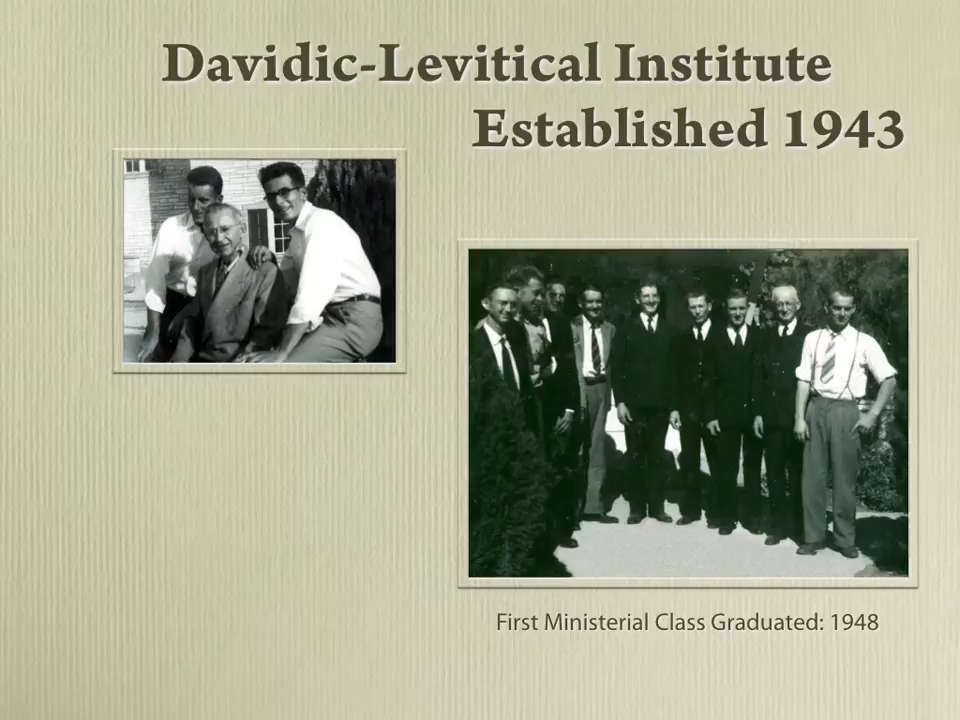 Davidic-Levitical Institute
Established 1943
First Ministerial Class Graduated: 1948